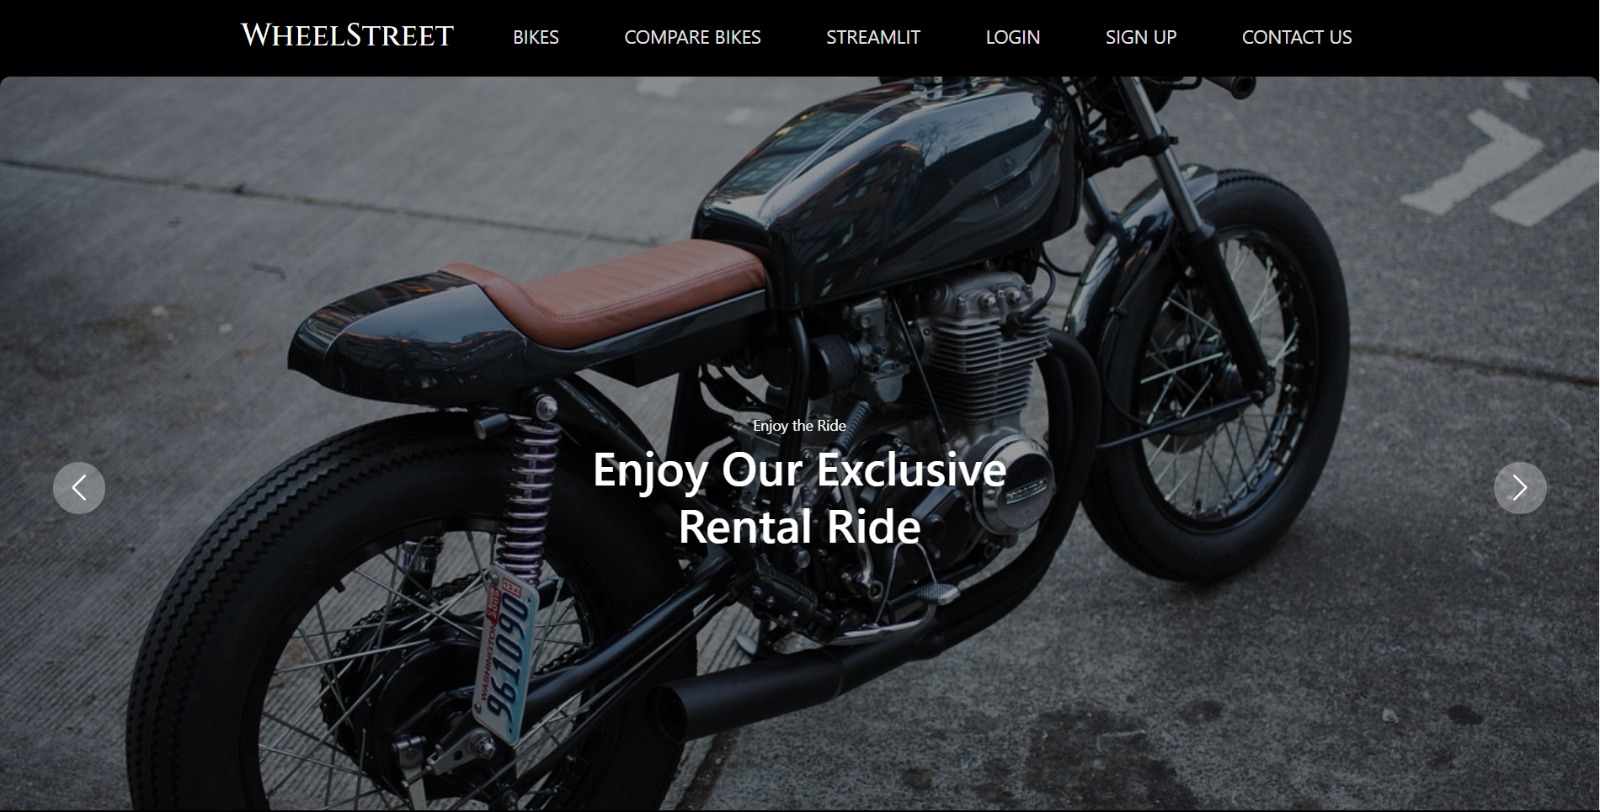 WHEELSTREET
BIKES
COMPARE BIKES
STREAMLIT
LOGIN
SIGN UP
CONTACT US
Enjoy the Ride
Enjoy Our Exclusive
Rental Ride
WASHINGTON
961090